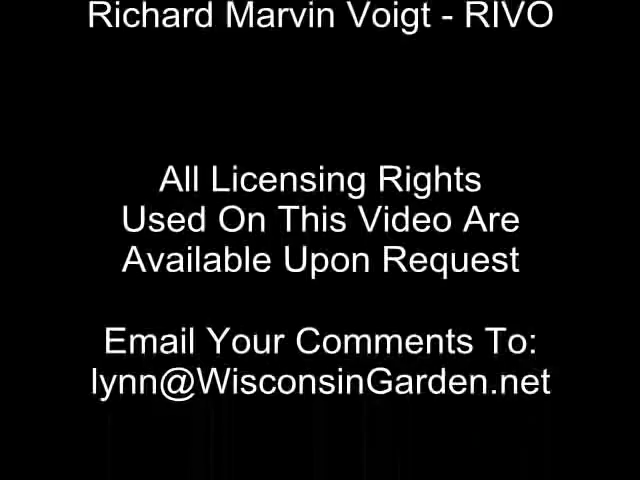 Richard Marvin Voigt - RIVO
All Licensing Rights
Used On This Video Are
Available Upon Request
Email Your Comments To:
lynn@WisconsinGarden.net